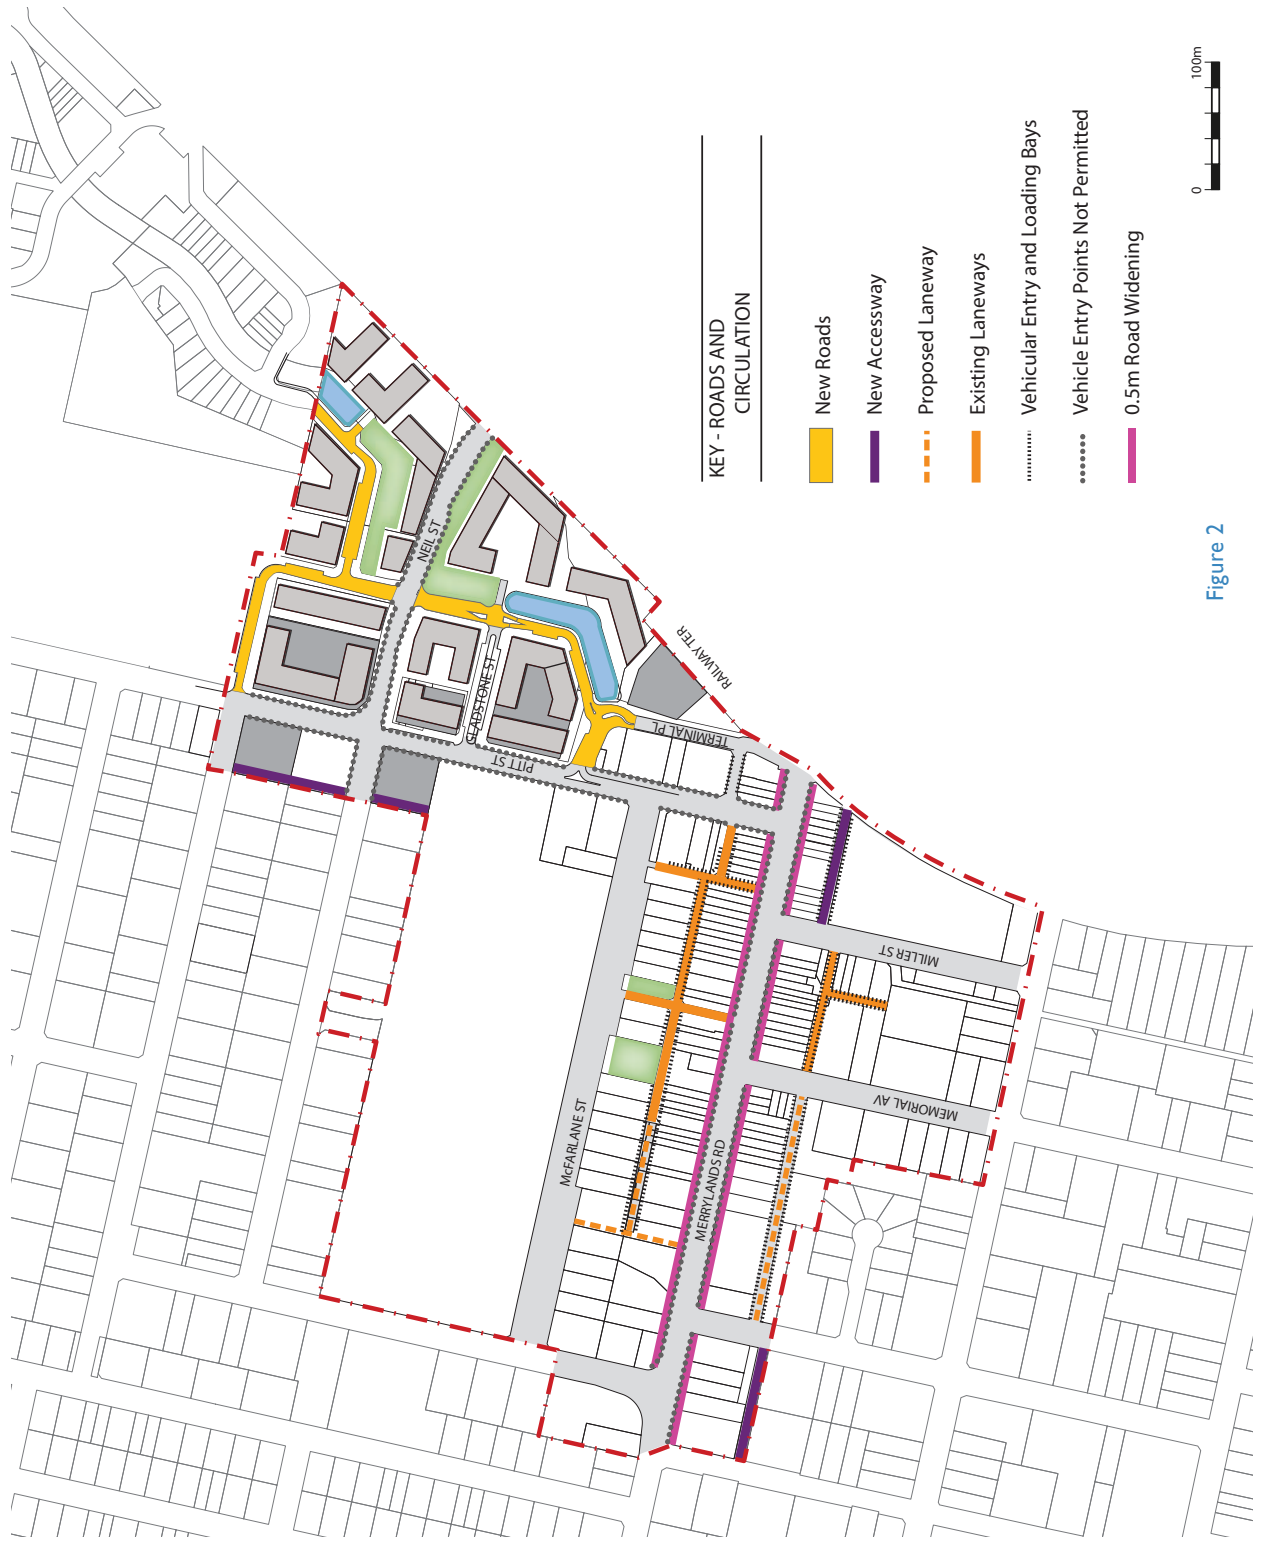 NEIL ST
GLADSTONE ST
PITT ST
TERMINAL PL
RAILWAY TER
McFARLANE ST
MERRYLANDS RD
MILLER ST
MEMORIAL AV
KEY - ROADS AND
CIRCULATION
New Roads
New Accessway
Proposed Laneway
Existing Laneways
Vehicular Entry and Loading Bays
Vehicle Entry Points Not Permitted
0.5m Road Widening
0 100m
Figure 2